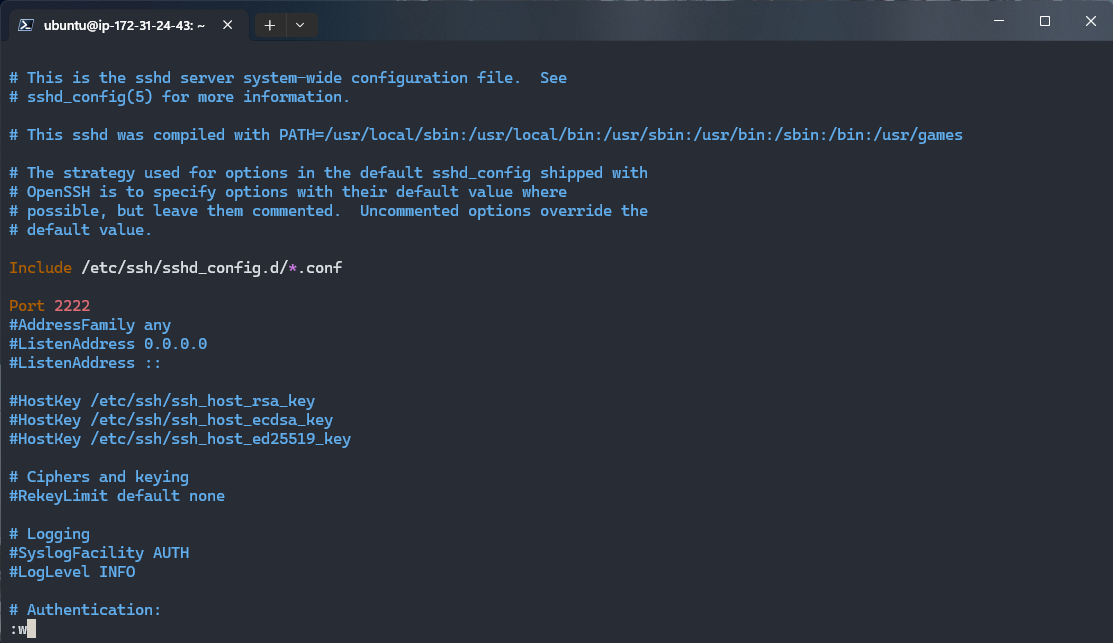 ubuntu@ip-172-31-24-43: ~
# This is the sshd server system-wide configuration file.  See
# sshd_config(5) for more information.
# This sshd was compiled with PATH=/usr/local/sbin:/usr/local/bin:/usr/sbin:/usr/bin:/sbin:/bin:/usr/games
# The strategy used for options in the default sshd_config shipped with
# OpenSSH is to specify options with their default value where
# possible, but leave them commented.  Uncommented options override the
# default value.
Include /etc/ssh/sshd_config.d/*.conf
Port 2222
#AddressFamily any
#ListenAddress 0.0.0.0
#ListenAddress ::
#HostKey /etc/ssh/ssh_host_rsa_key
#HostKey /etc/ssh/ssh_host_ecdsa_key
#HostKey /etc/ssh/ssh_host_ed25519_key
# Ciphers and keying
#RekeyLimit default none
# Logging
#SyslogFacility AUTH
#LogLevel INFO
# Authentication:
:w